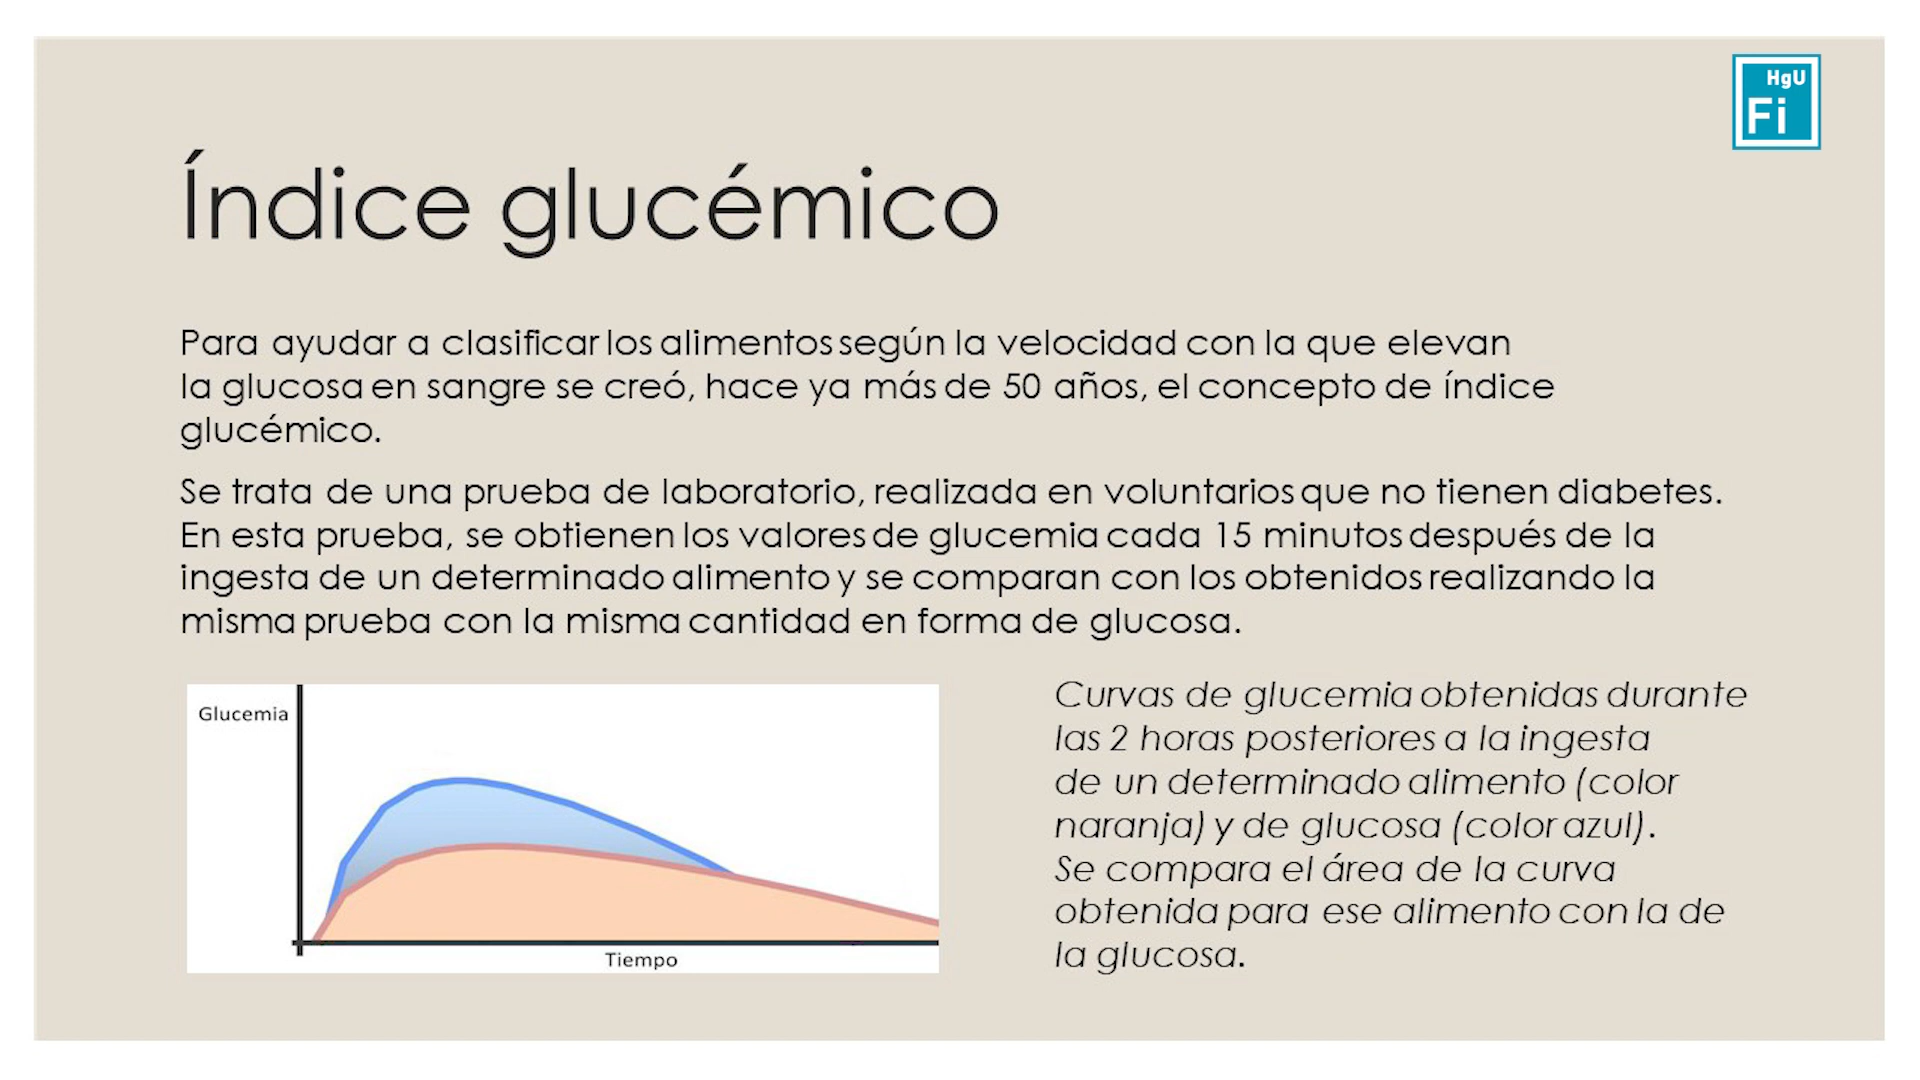 HgU
Fi
Índice glucémico
Para ayudar a clasificar los alimentos según la velocidad con la que elevan
la glucosa en sangre se creó, hace ya más de 50 años, el concepto de índice
glucémico.
Se trata de una prueba de laboratorio, realizada en voluntarios que no tienen diabetes.
En esta prueba, se obtienen los valores de glucemia cada 15 minutos después de la
ingesta de un determinado alimento y se comparan con los obtenidos realizando la
misma prueba con la misma cantidad en forma de glucosa.
Glucemia
Tiempo
Curvas de glucemia obtenidas durante
las 2 horas posteriores a la ingesta
de un determinado alimento (color
naranja) y de glucosa (color azul).
Se compara el área de la curva
obtenida para ese alimento con la de
la glucosa.